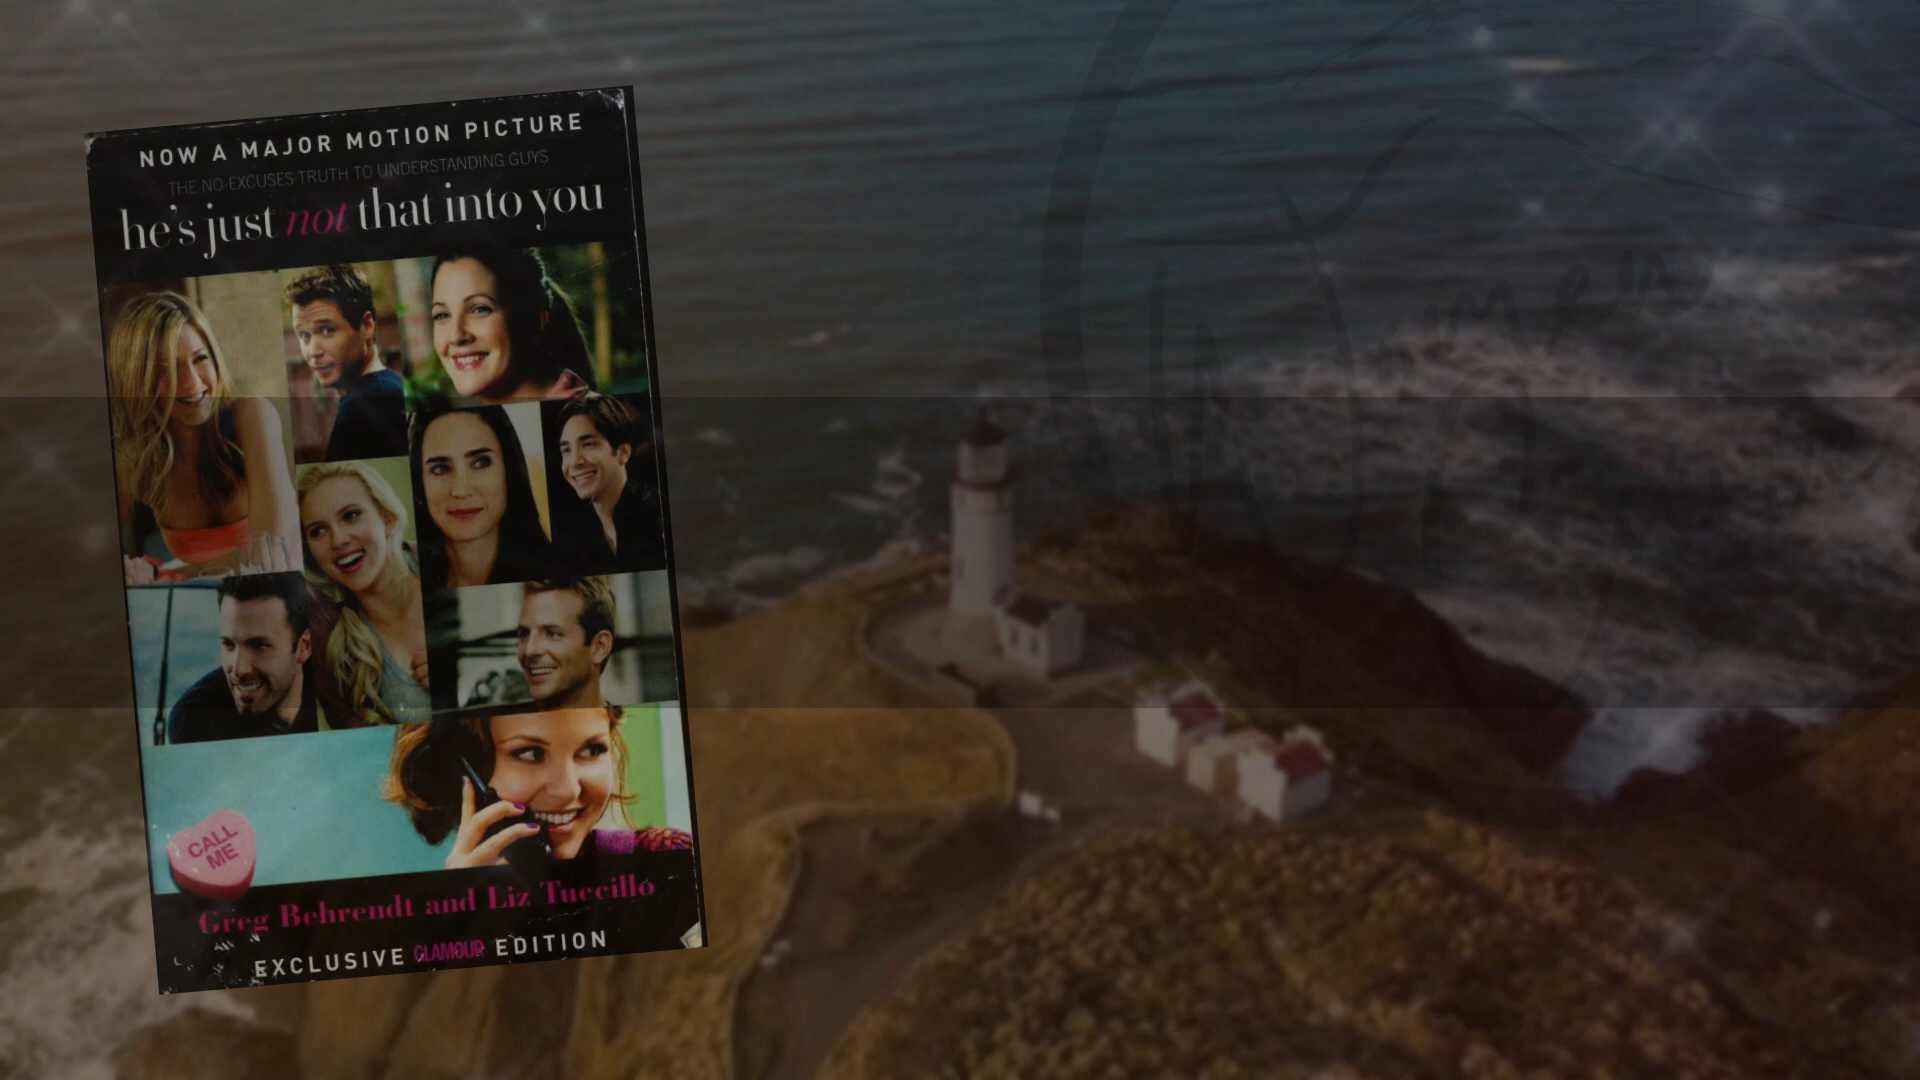 NOW A MAJOR MOTION PICTURE
THE NO-EXCUSES TRUTH TO UNDERSTANDING GUYS
he's just not that into you
CALL
ME
Greg Behrendt and Liz Tuccillo
EXCLUSIVE GLAMOUR EDITION
Women